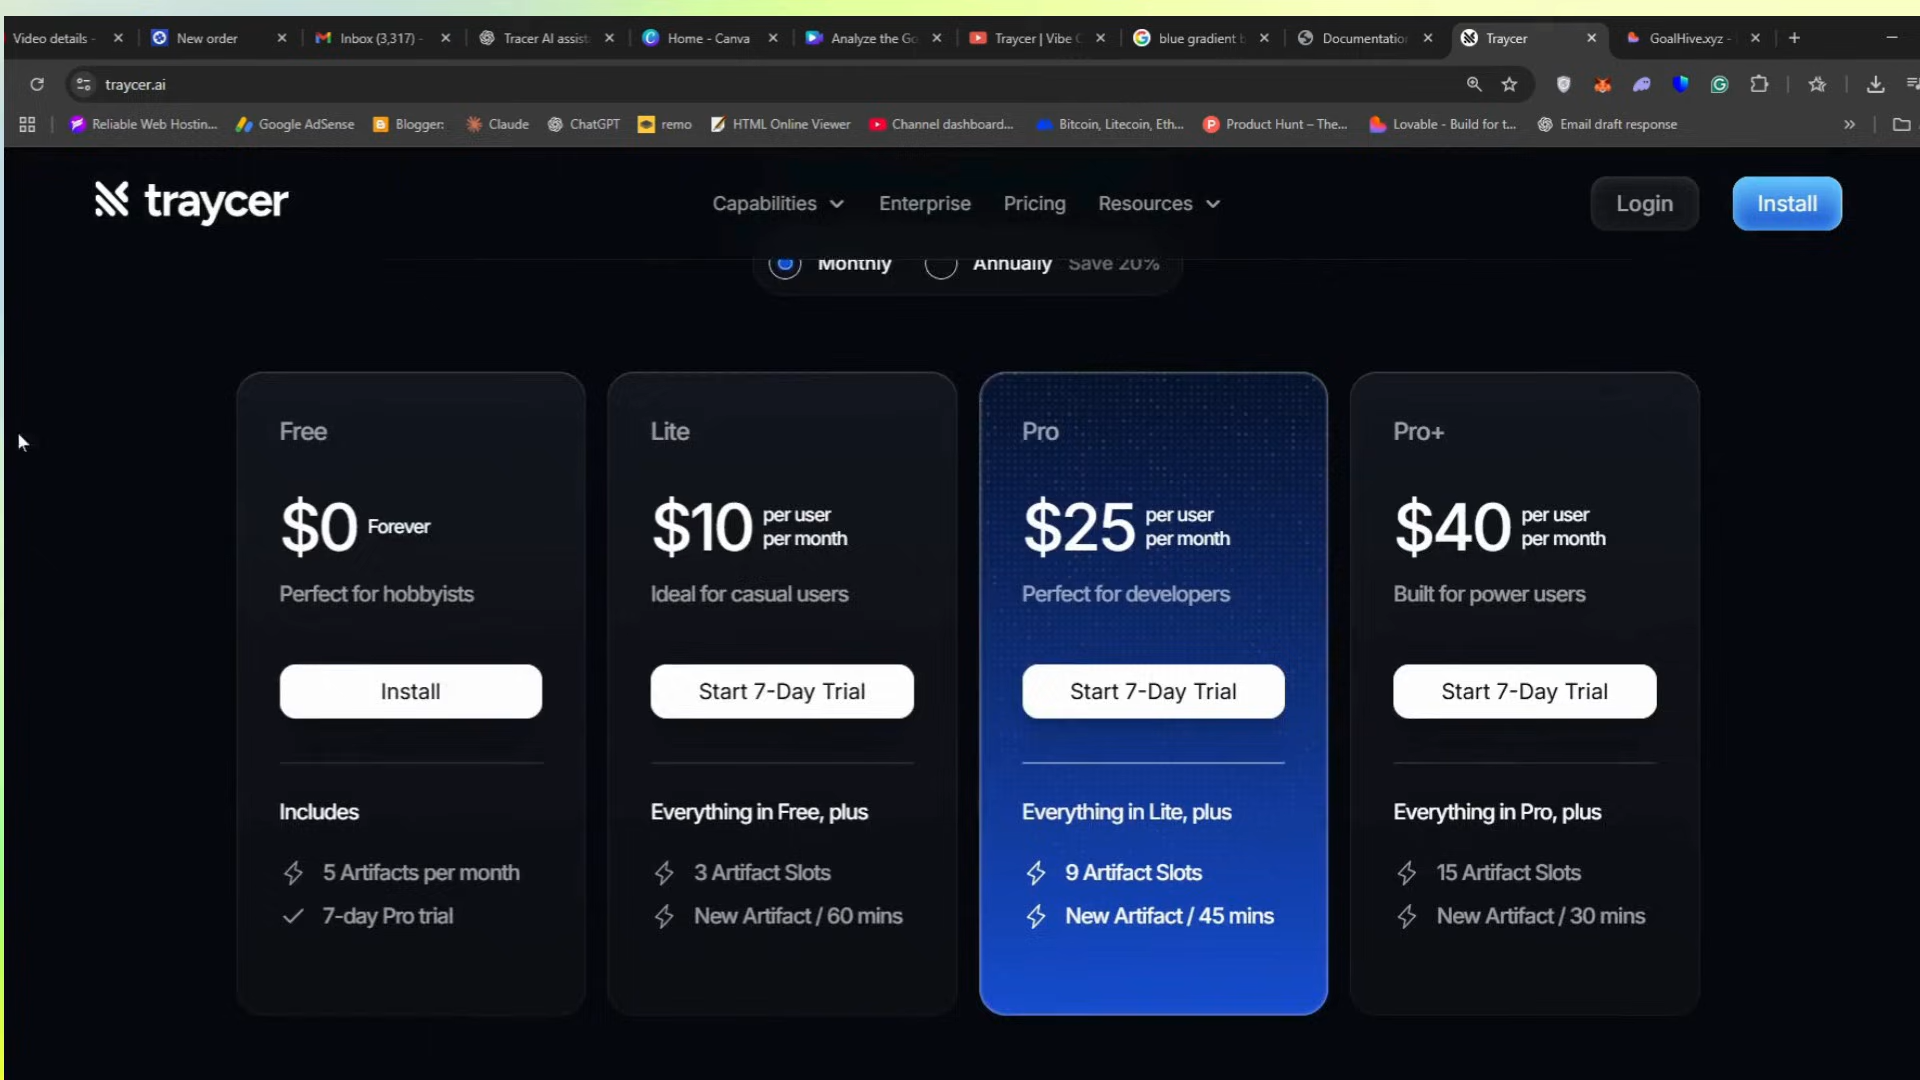 Video details -
New order
Inbox (3,317) -
Tracer AI assist
Home - Canva
Analyze the Go
Traycer | Vibe C
blue gradient b
Documentation
Traycer
GoalHive.xyz -
traycer.ai
Reliable Web Hostin...
Google AdSense
Blogger:
Claude
ChatGPT
remo
HTML Online Viewer
Channel dashboard...
Bitcoin, Litecoin, Eth...
Product Hunt – The...
Lovable - Build for t...
Email draft response
traycer
Capabilities
Enterprise
Pricing
Resources
Login
Install
Monthly
Annually Save 20%
Free
$0 Forever
Perfect for hobbyists
Install
Includes
5 Artifacts per month
7-day Pro trial
Lite
$10 per user
per month
Ideal for casual users
Start 7-Day Trial
Everything in Free, plus
3 Artifact Slots
New Artifact / 60 mins
Pro
$25 per user
per month
Perfect for developers
Start 7-Day Trial
Everything in Lite, plus
9 Artifact Slots
New Artifact / 45 mins
Pro+
$40 per user
per month
Built for power users
Start 7-Day Trial
Everything in Pro, plus
15 Artifact Slots
New Artifact / 30 mins